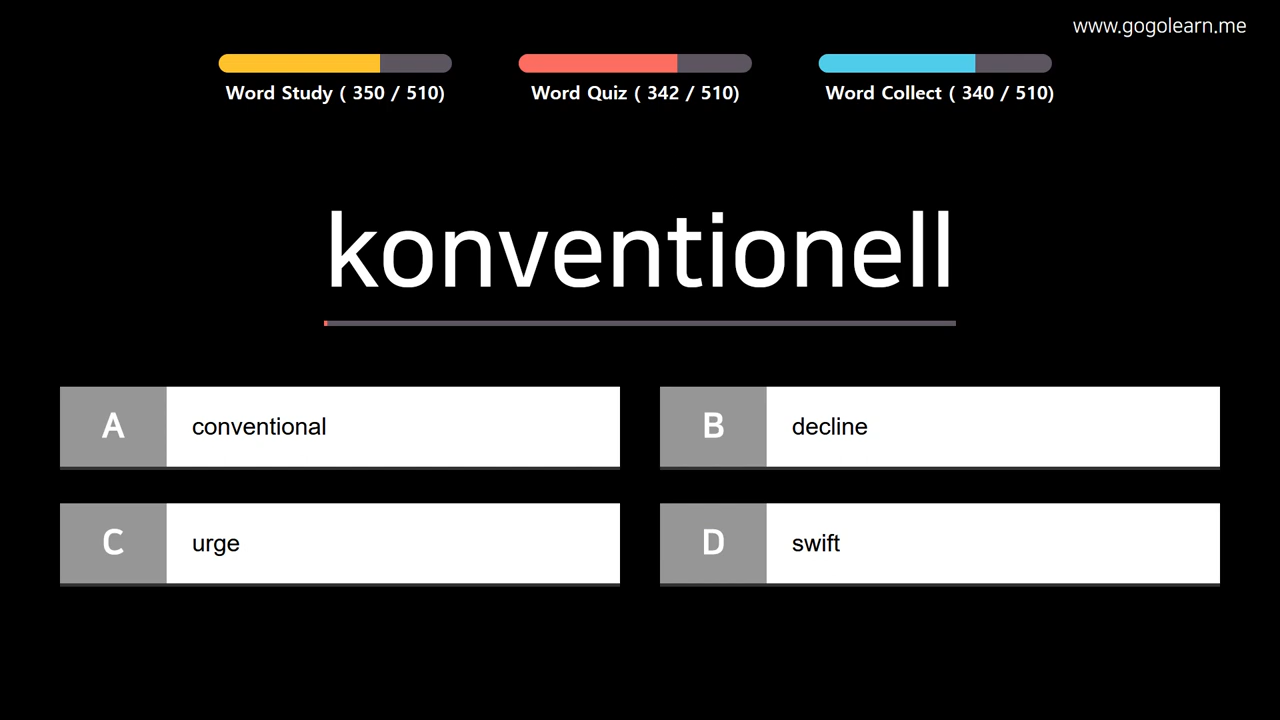 www.gogolearn.me
Word Study ( 350 / 510)
Word Quiz ( 342 / 510)
Word Collect ( 340 / 510)
konventionell
A conventional
B decline
C urge
D swift